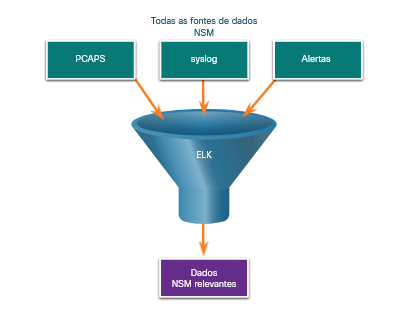 Todas as fontes de dados
NSM
PCAPS
syslog
Alertas
ELK
Dados
NSM relevantes